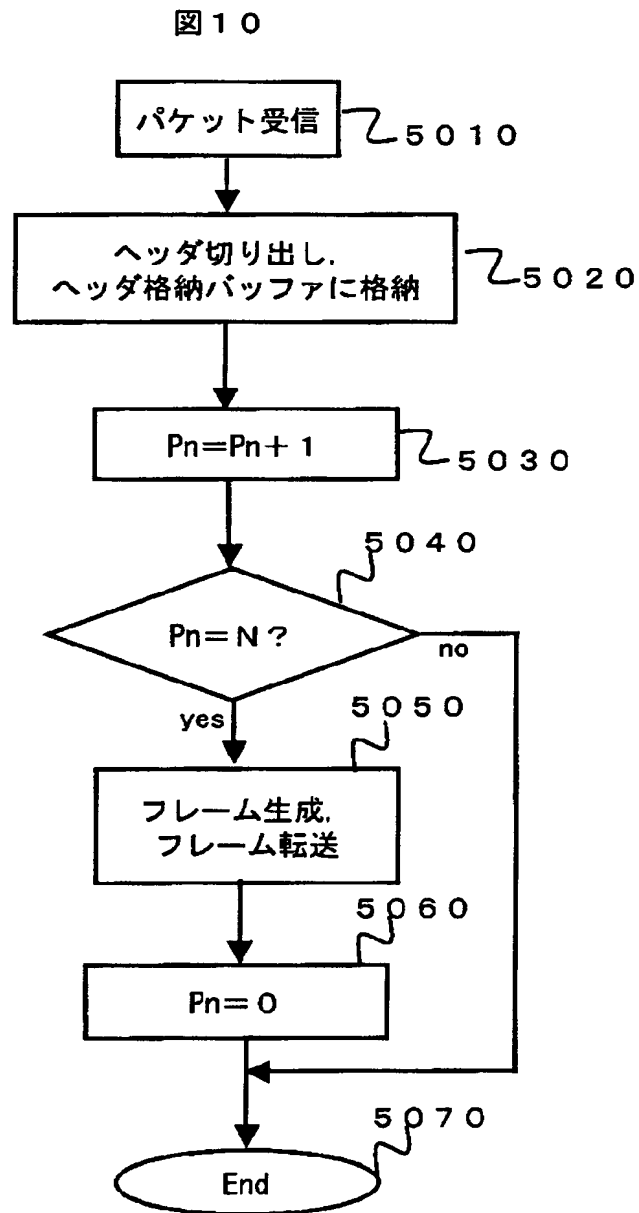 図10
パケット受信
5010
ヘッダ切り出し,
ヘッダ格納バッファに格納
5020
Pn=Pn+1
5030
5040
Pn=N?
no
yes
5050
フレーム生成,
フレーム転送
5060
Pn=0
5070
End